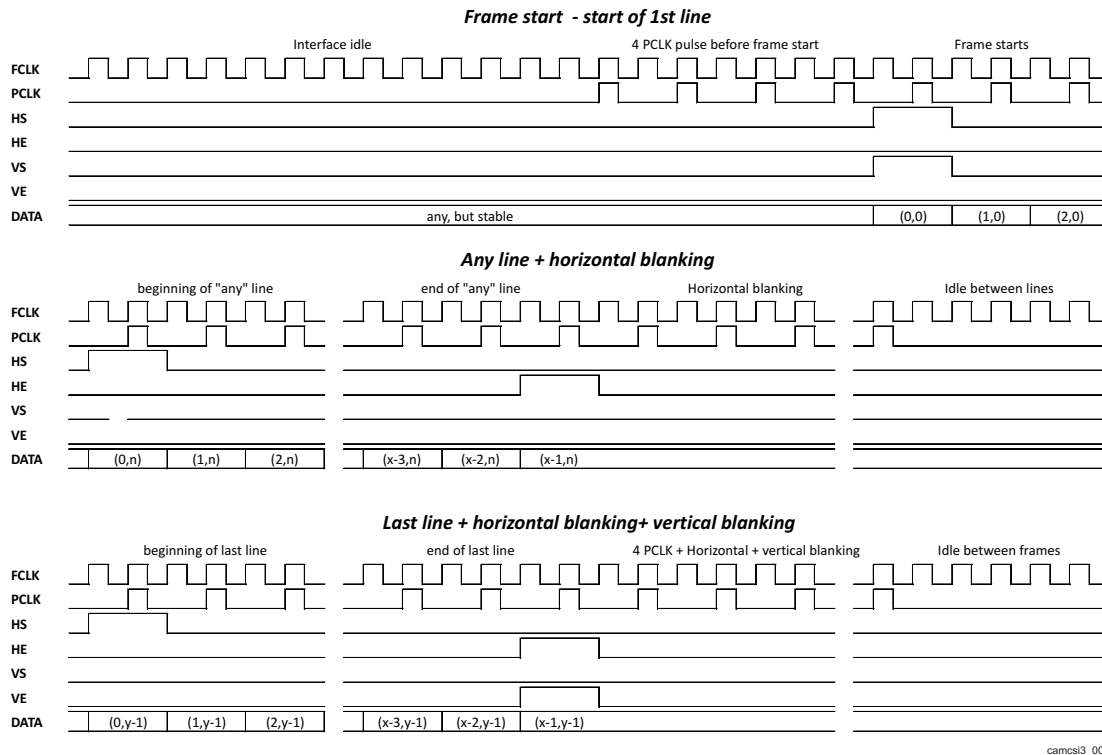 Frame start - start of 1st line
Interface idle 4 PCLK pulse before frame start Frame starts
FCLK
PCLK
HS
HE
VS
VE
DATA any, but stable (0,0) (1,0) (2,0)
Any line + horizontal blanking
beginning of "any" line end of "any" line Horizontal blanking Idle between lines
FCLK
PCLK
HS
HE
VS
VE
DATA (0,n) (1,n) (2,n) (x-3,n) (x-2,n) (x-1,n)
Last line + horizontal blanking+ vertical blanking
beginning of last line end of last line 4 PCLK + Horizontal + vertical blanking Idle between frames
FCLK
PCLK
HS
HE
VS
VE
DATA (0,y-1) (1,y-1) (2,y-1) (x-3,y-1) (x-2,y-1) (x-1,y-1)